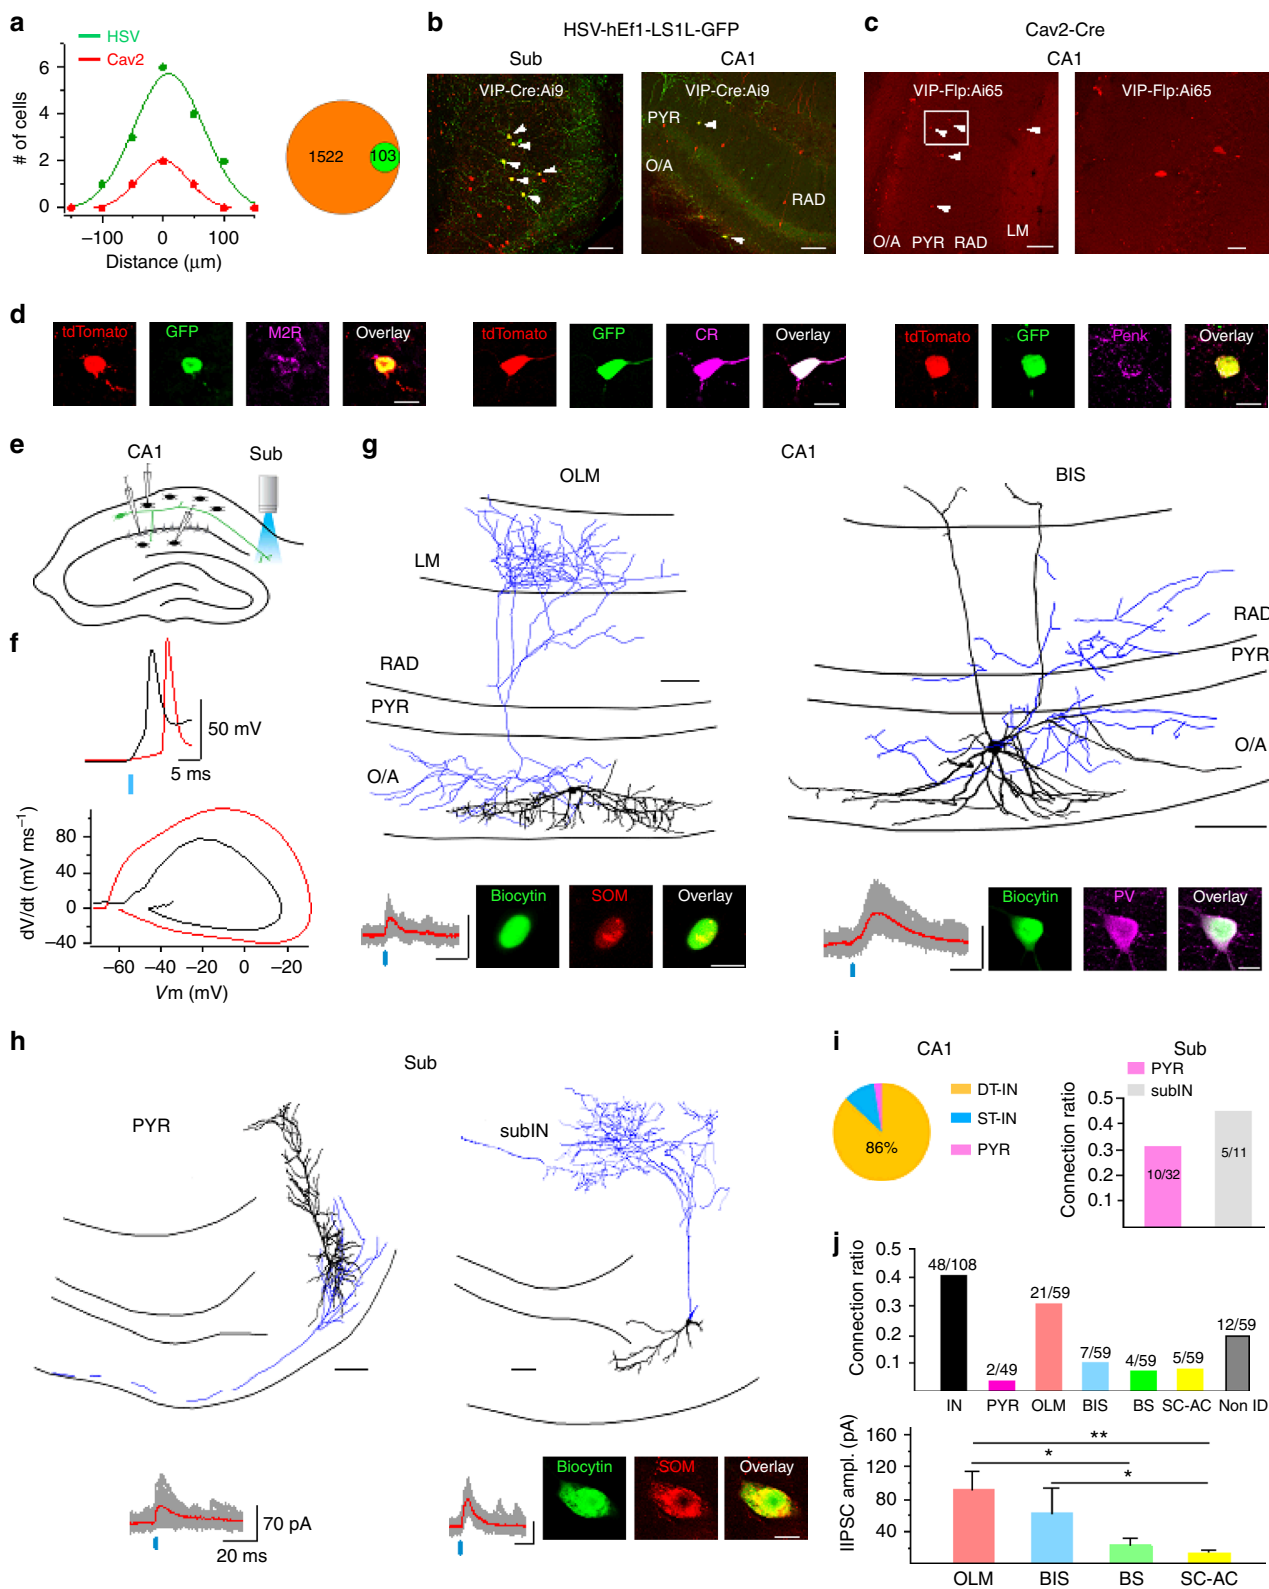 a
HSV
Cav2
# of cells
6
4
2
0
–100
0
100
Distance (μm)
1522
103
b
HSV-hEf1-LS1L-GFP
Sub
CA1
VIP-Cre:Ai9
VIP-Cre:Ai9
PYR
O/A
RAD
c
Cav2-Cre
CA1
VIP-Flp:Ai65
VIP-Flp:Ai65
O/A
PYR
RAD
LM
d
tdTomato
GFP
M2R
Overlay
tdTomato
GFP
CR
Overlay
tdTomato
GFP
Penk
Overlay
e
CA1
Sub
f
50 mV
5 ms
dV/dt (mV ms–1)
80
40
0
–40
–60
–40
–20
0
–20
Vm (mV)
g
CA1
OLM
BIS
LM
RAD
PYR
O/A
RAD
PYR
O/A
Biocytin
SOM
Overlay
Biocytin
PV
Overlay
h
Sub
PYR
subIN
70 pA
20 ms
Biocytin
SOM
Overlay
i
CA1
86%
DT-IN
ST-IN
PYR
Sub
PYR
subIN
Connection ratio
0.5
0.4
0.3
0.2
0.1
10/32
5/11
j
Connection ratio
0.5
0.4
0.3
0.2
0.1
48/108
2/49
21/59
7/59
4/59
5/59
12/59
IN
PYR
OLM
BIS
BS
SC-AC
Non ID
IIPSC ampl. (pA)
160
120
80
40
**
*
*
OLM
BIS
BS
SC-AC